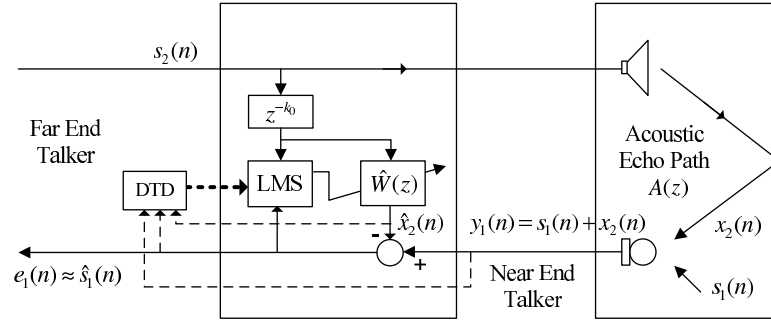 s₂(n)
z^{-k₀}
Far End
Talker
Acoustic
Echo Path
A(z)
DTD
LMS
Ŵ(z)
x̂₂(n)
y₁(n) = s₁(n) + x₂(n)
x₂(n)
-
+
e₁(n) ≈ ŝ₁(n)
Near End
Talker
s₁(n)